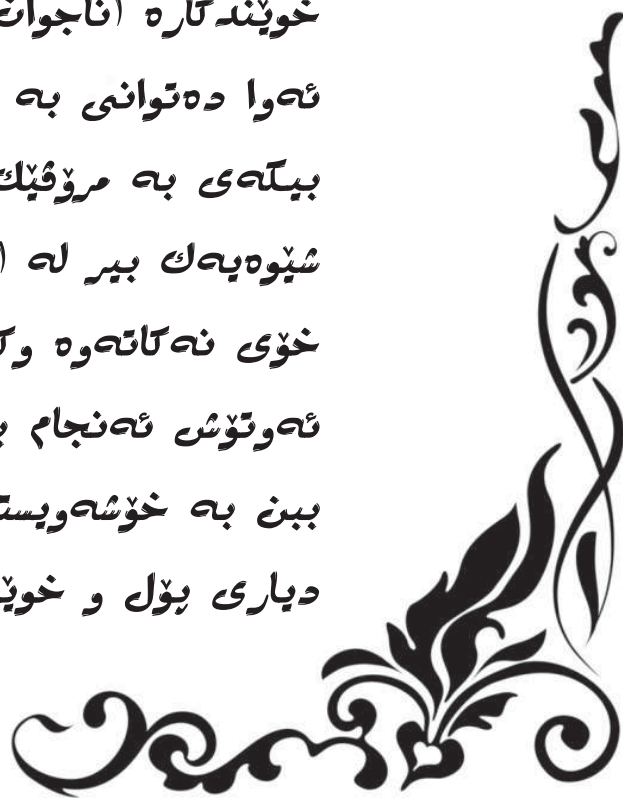 خوێندکارە (ناجوان
ئەوا دەتوانی بە
بیکەی بە مرۆڤێك
شێوەیەك بیر لە (
خۆی نەکاتەوە وک
ئەوتۆش ئەنجام ب
ببن بە خۆشەویست
دیاری پۆل و خوێ